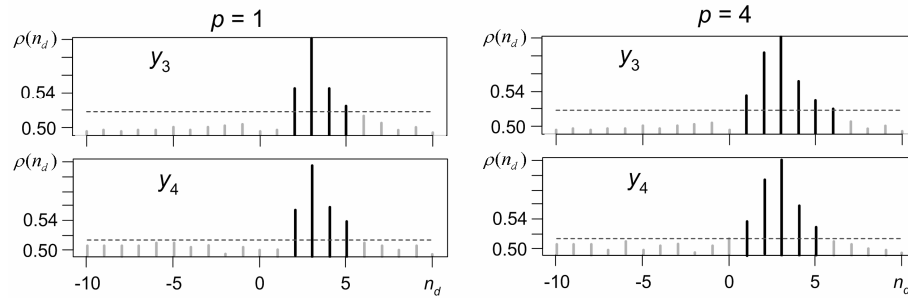 p = 1
p = 4
ρ(n_d)
y_3
0.54
0.50
ρ(n_d)
y_3
0.54
0.50
ρ(n_d)
y_4
0.54
0.50
-10 -5 0 5 n_d
ρ(n_d)
y_4
0.54
0.50
-10 -5 0 5 10 n_d